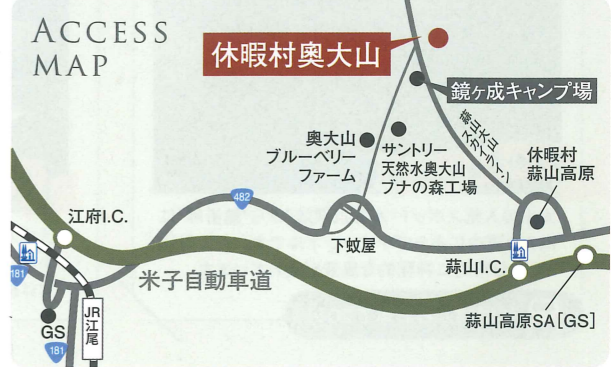 ACCESS
MAP
休暇村奥大山
鏡ヶ成キャンプ場
蒜山大山
スカイライン
奥大山
ブルーベリー
ファーム
サントリー
天然水奥大山
ブナの森工場
休暇村
蒜山高原
482
江府I.C.
下蚊屋
181
米子自動車道
蒜山I.C.
JR江尾
GS
181
蒜山高原SA[GS]